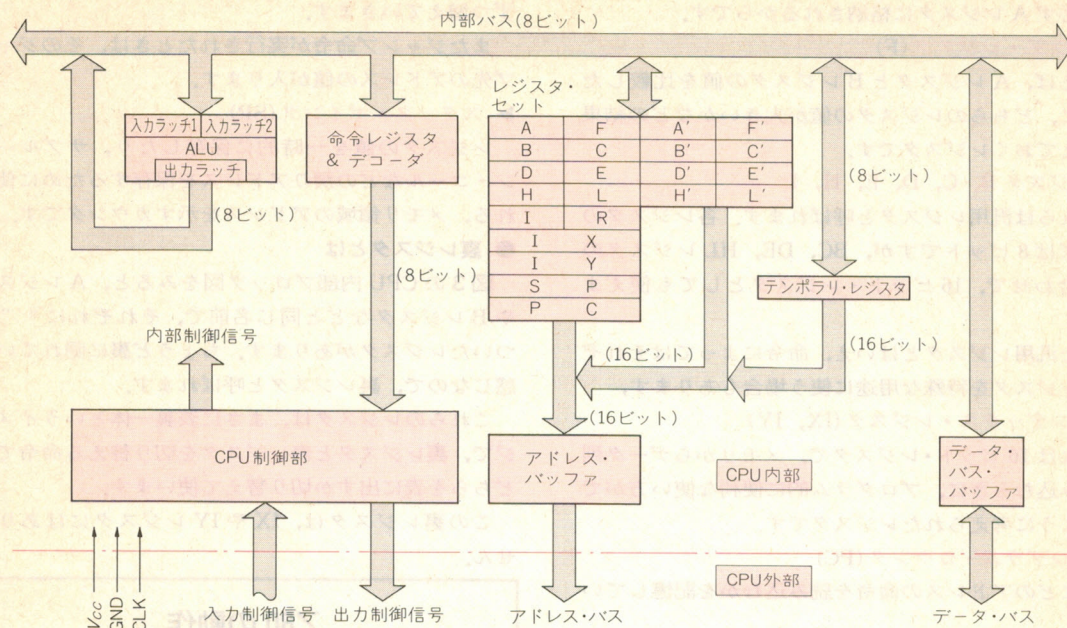 内部バス(8ビット)
レジスタ・
セット
入力ラッチ1 入力ラッチ2
ALU
出力ラッチ
命令レジスタ
& デコーダ
A F A' F'
B C B' C'
D E D' E'
H L H' L'
I R
I X
I Y
S P
P C
(8ビット)
(8ビット)
(8ビット)
テンポラリ・レジスタ
内部制御信号
(16ビット)
(16ビット)
(16ビット)
CPU制御部
アドレス・
バッファ
CPU内部
データ・
バス・
バッファ
CPU外部
Vcc
GND
CLK
入力制御信号
出力制御信号
アドレス・バス
データ・バス